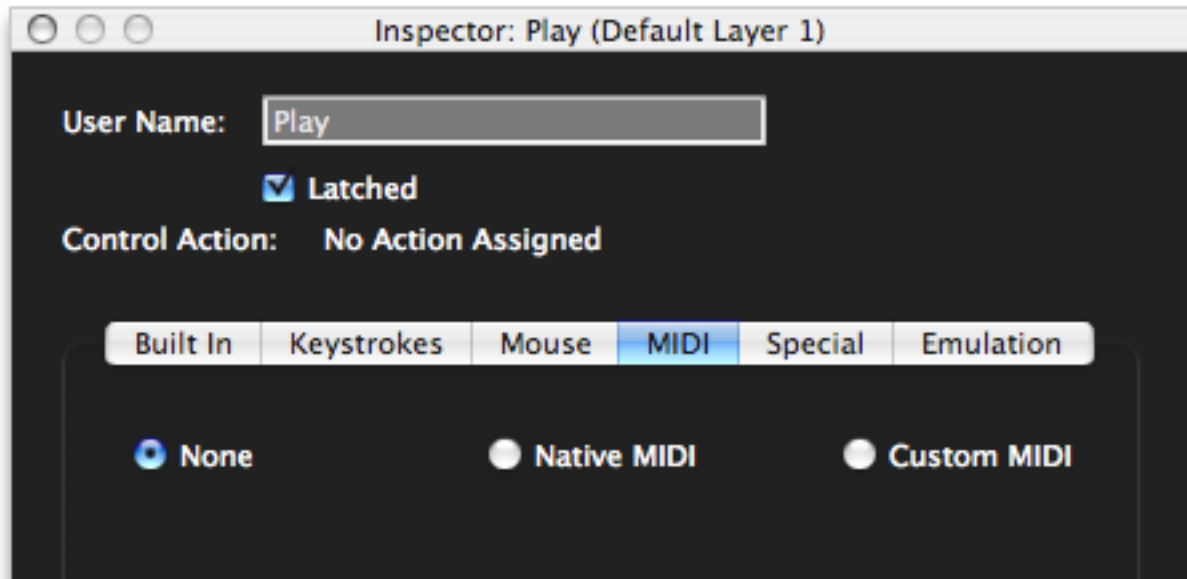 Inspector: Play (Default Layer 1)
User Name: Play
Latched
Control Action: No Action Assigned
Built In Keystrokes Mouse MIDI Special Emulation
None Native MIDI Custom MIDI